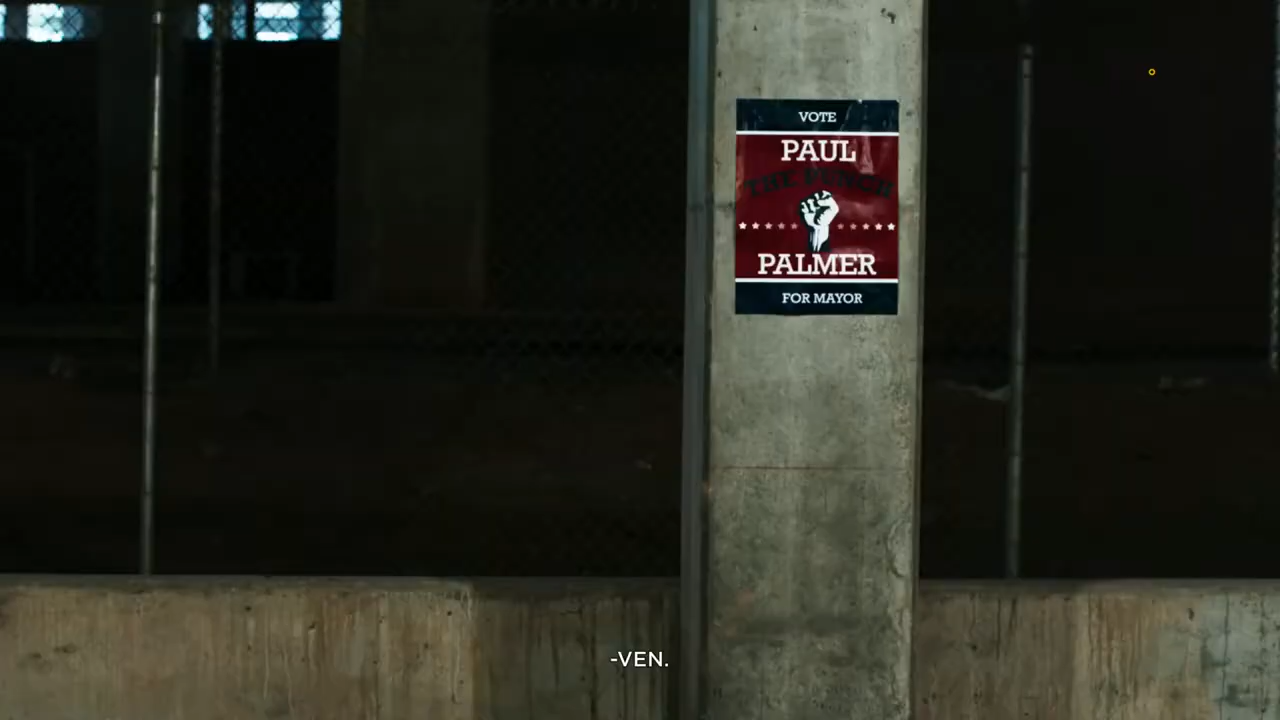 VOTE
PAUL
THE PUNCH
PALMER
FOR MAYOR
-VEN.